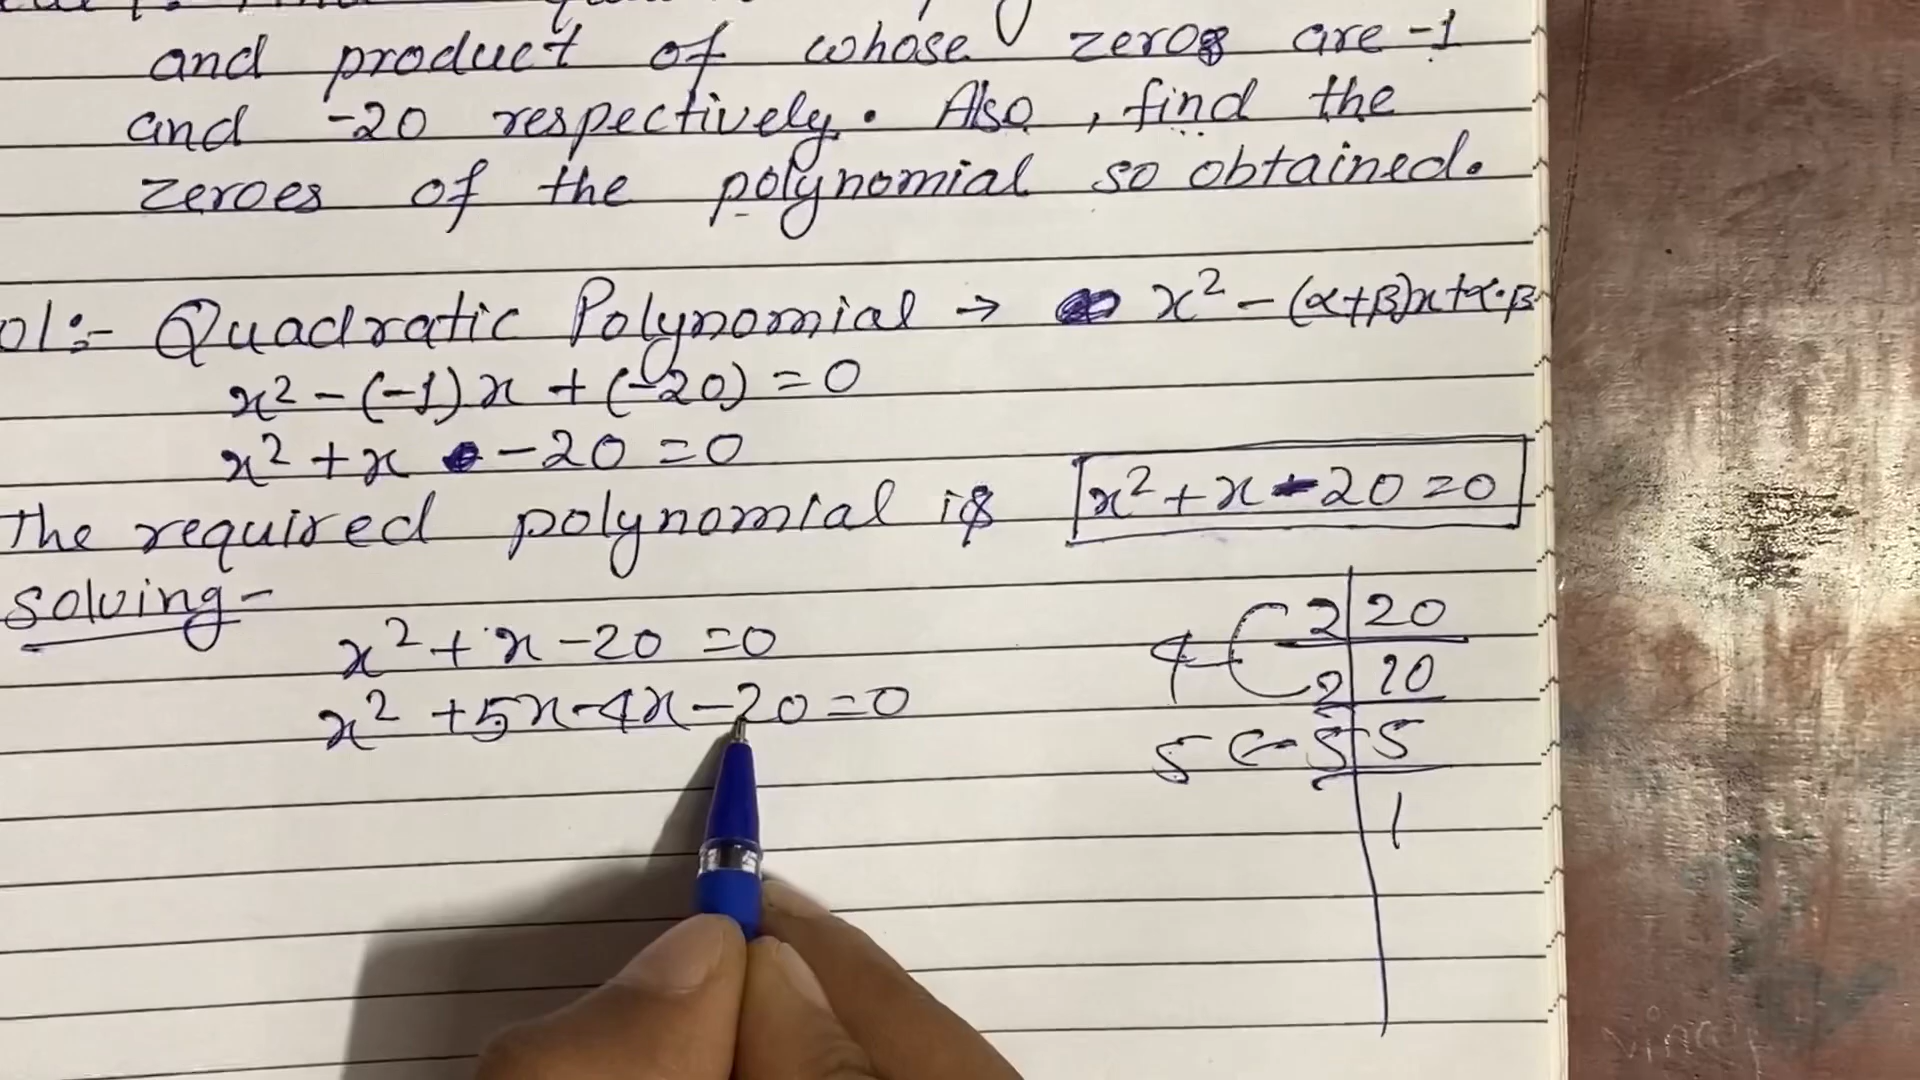 and product of whose zeros are -1
and -20 respectively. Also, find the
zeroes of the polynomial so obtained.
ol:- Quadratic Polynomial → x² - (α+β)x+α·β
x² - (-1)x + (-20) = 0
x² + x - 20 = 0
The required polynomial is x² + x - 20 = 0
Solving-
x² + x - 20 = 0
x² + 5x - 4x - 20 = 0
2 | 20
4
2 | 10
5 ← 5 | 5
1